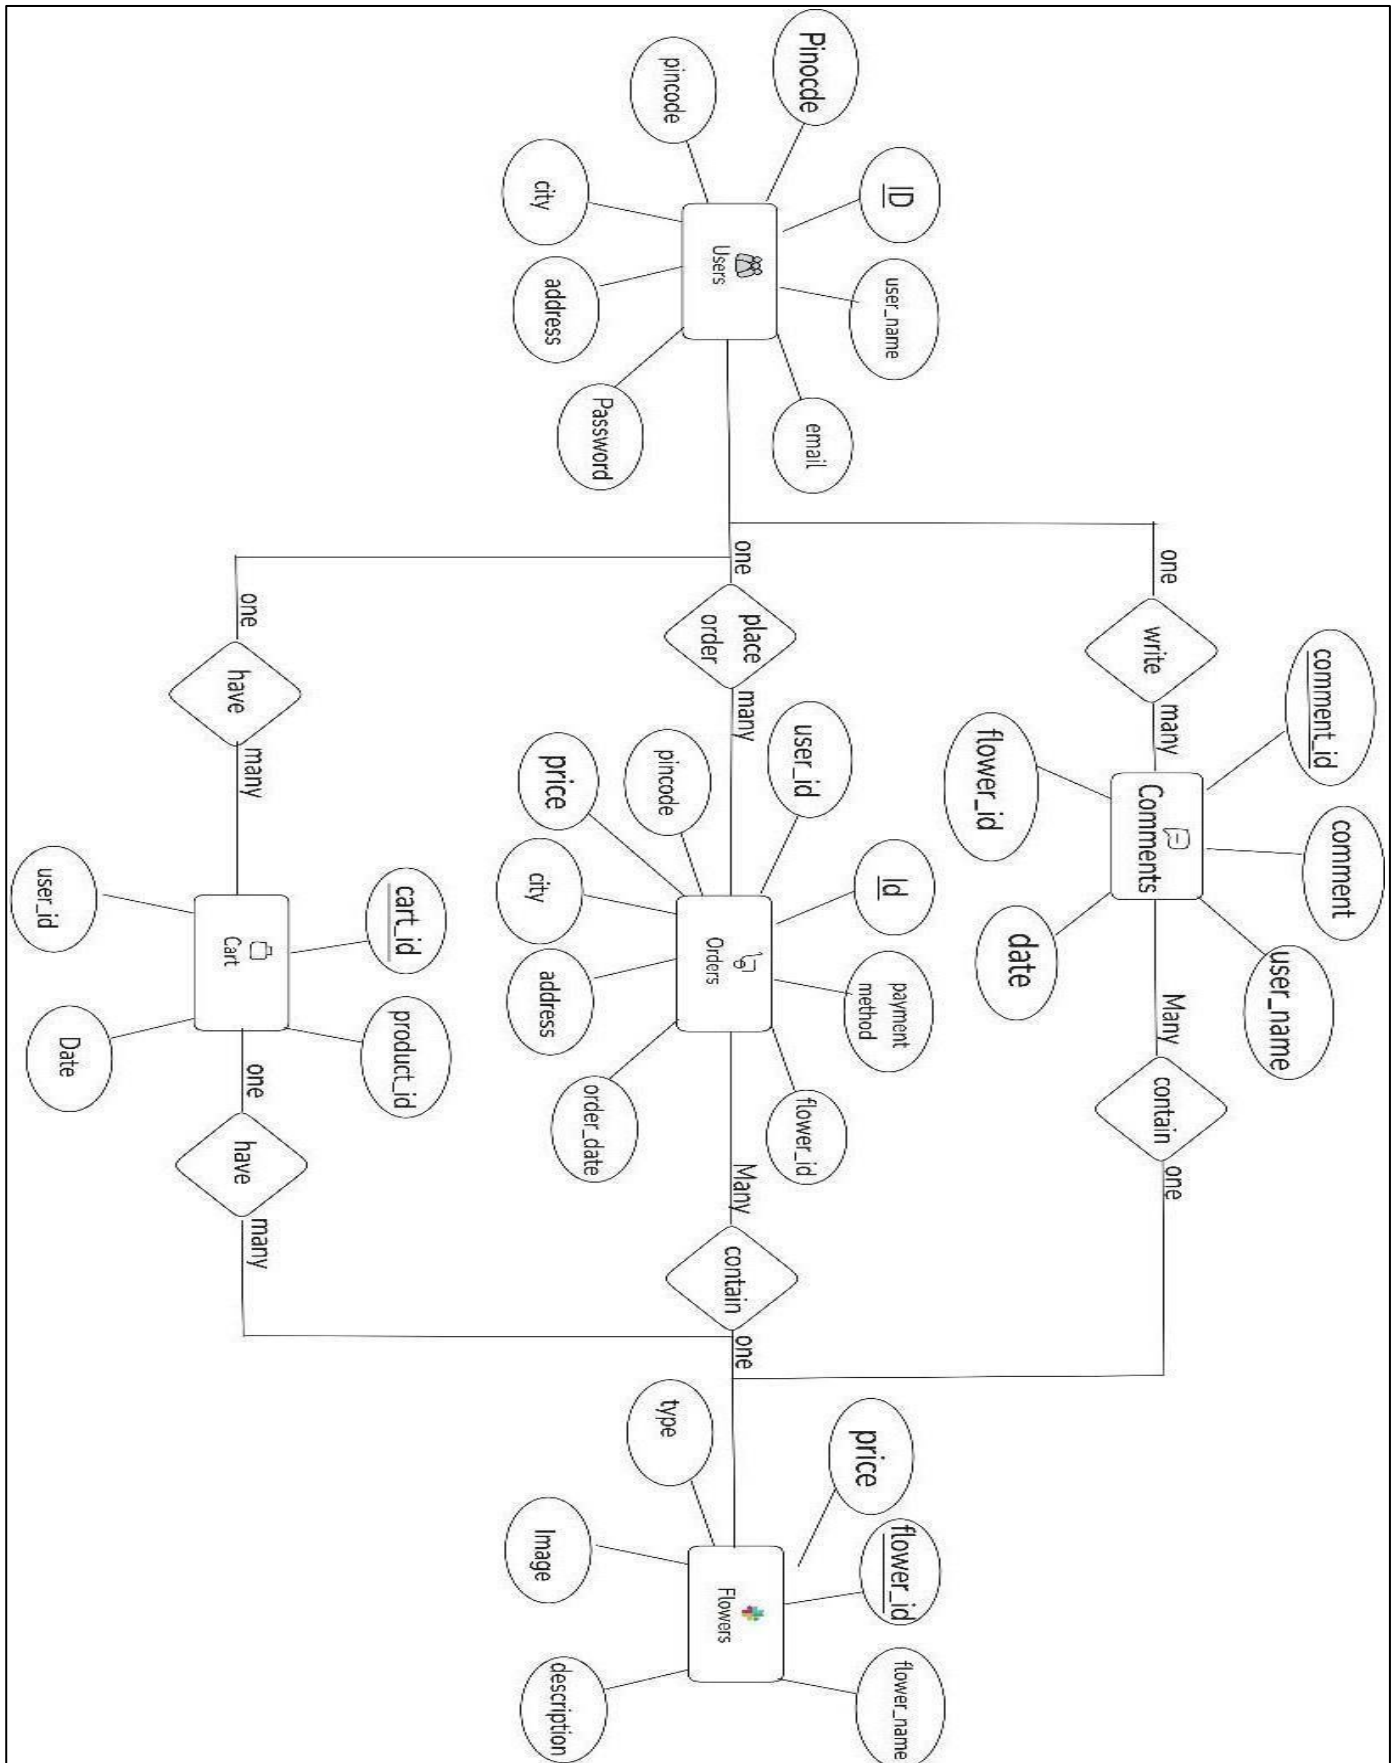 comment
comment_id
user_name
one
write
many
Comments
Many
contain
one
date
flower_id
ID
user_name
Id
payment
method
flower_id
flower_name
price
Pinocde
email
user_id
flower_id
Users
one
place
order
many
Orders
Many
contain
one
Flowers
pincode
pincode
type
Password
order_date
address
price
city
address
city
Image
description
cart_id
product_id
one
have
many
Cart
one
have
many
user_id
Date